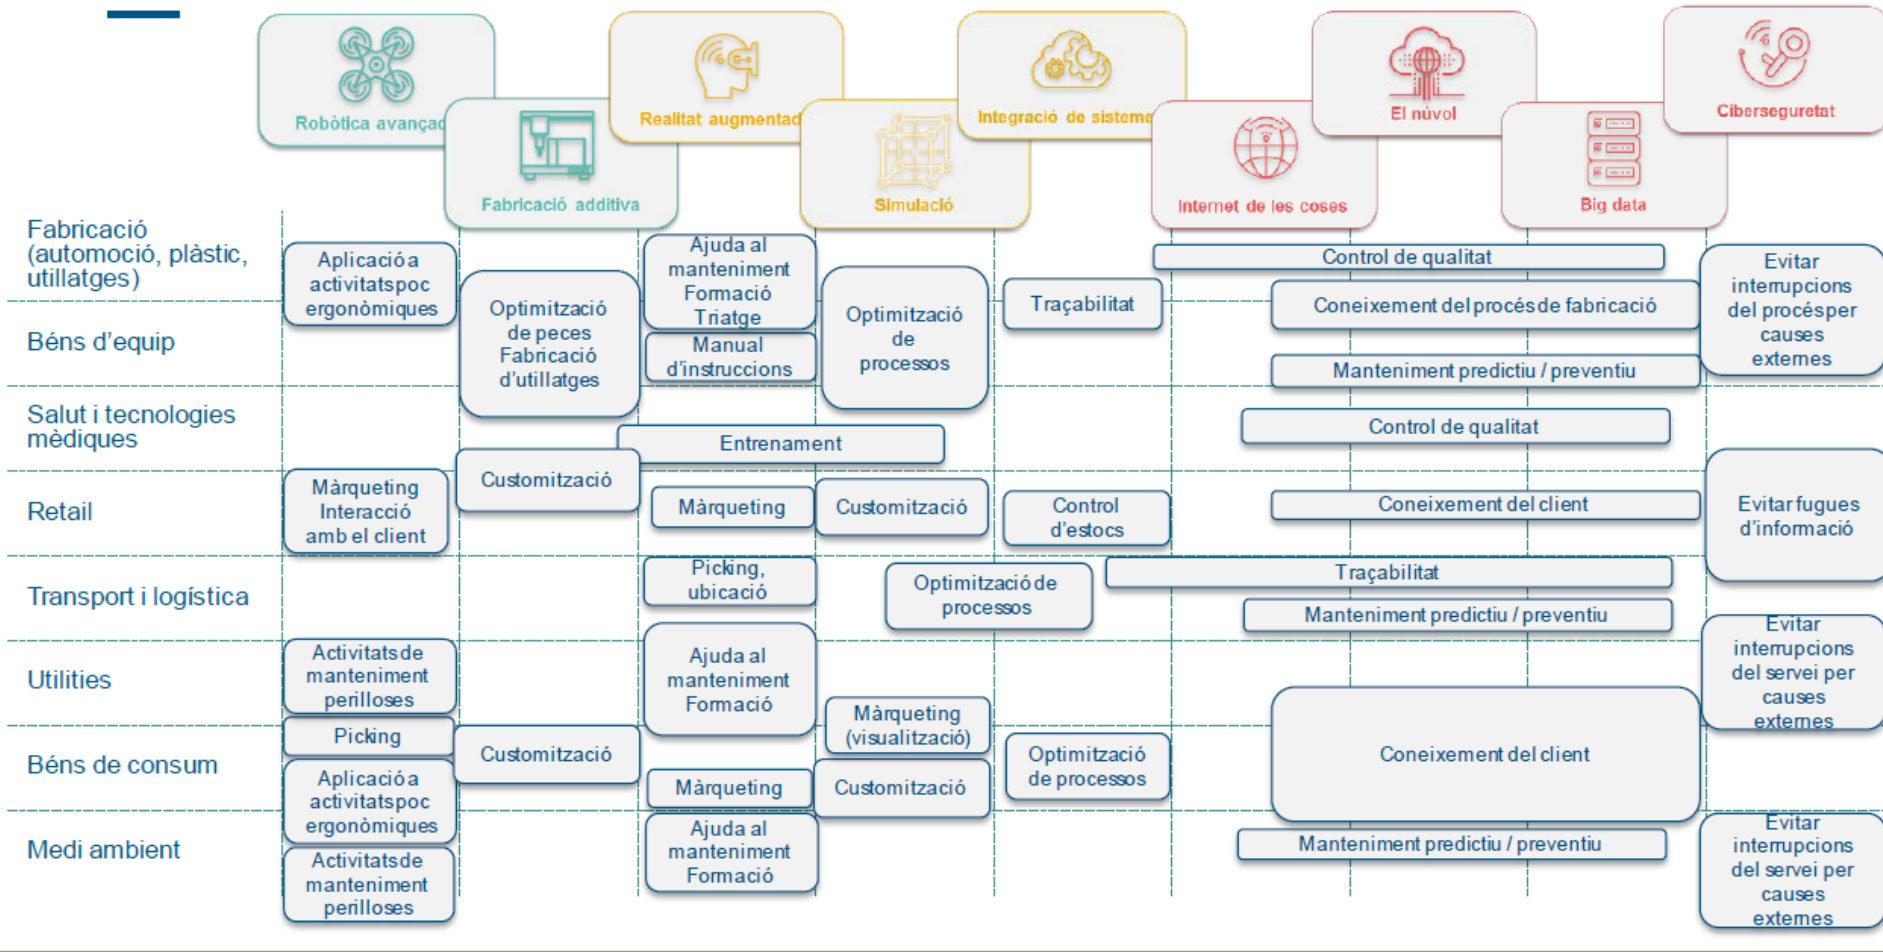 Robòtica avançad
Fabricació additiva
Realitat augmentad
Simulació
Integració de sisteme
Internet de les coses
El núvol
Big data
Ciberseguretat
Fabricació
(automoció, plàstic,
utillatges)
Aplicació a
activitats poc
ergonòmiques
Optimització
de peces
Fabricació
d'utillatges
Ajuda al
manteniment
Formació
Triatge
Manual
d'instruccions
Optimització
de
processos
Traçabilitat
Control de qualitat
Coneixement del procés de fabricació
Manteniment predictiu / preventiu
Evitar
interrupcions
del procés per
causes
externes
Béns d'equip
Salut i tecnologies
mèdiques
Entrenament
Control de qualitat
Customització
Retail
Màrqueting
Interacció
amb el client
Màrqueting
Customització
Control
d'estocs
Coneixement del client
Evitar fugues
d'informació
Transport i logística
Picking,
ubicació
Optimització de
processos
Traçabilitat
Manteniment predictiu / preventiu
Utilities
Activitats de
manteniment
perilloses
Ajuda al
manteniment
Formació
Màrqueting
(visualització)
Evitar
interrupcions
del servei per
causes
externes
Béns de consum
Picking
Aplicació a
activitats poc
ergonòmiques
Customització
Màrqueting
Customització
Optimització
de processos
Coneixement del client
Medi ambient
Activitats de
manteniment
perilloses
Ajuda al
manteniment
Formació
Manteniment predictiu / preventiu
Evitar
interrupcions
del servei per
causes
externes